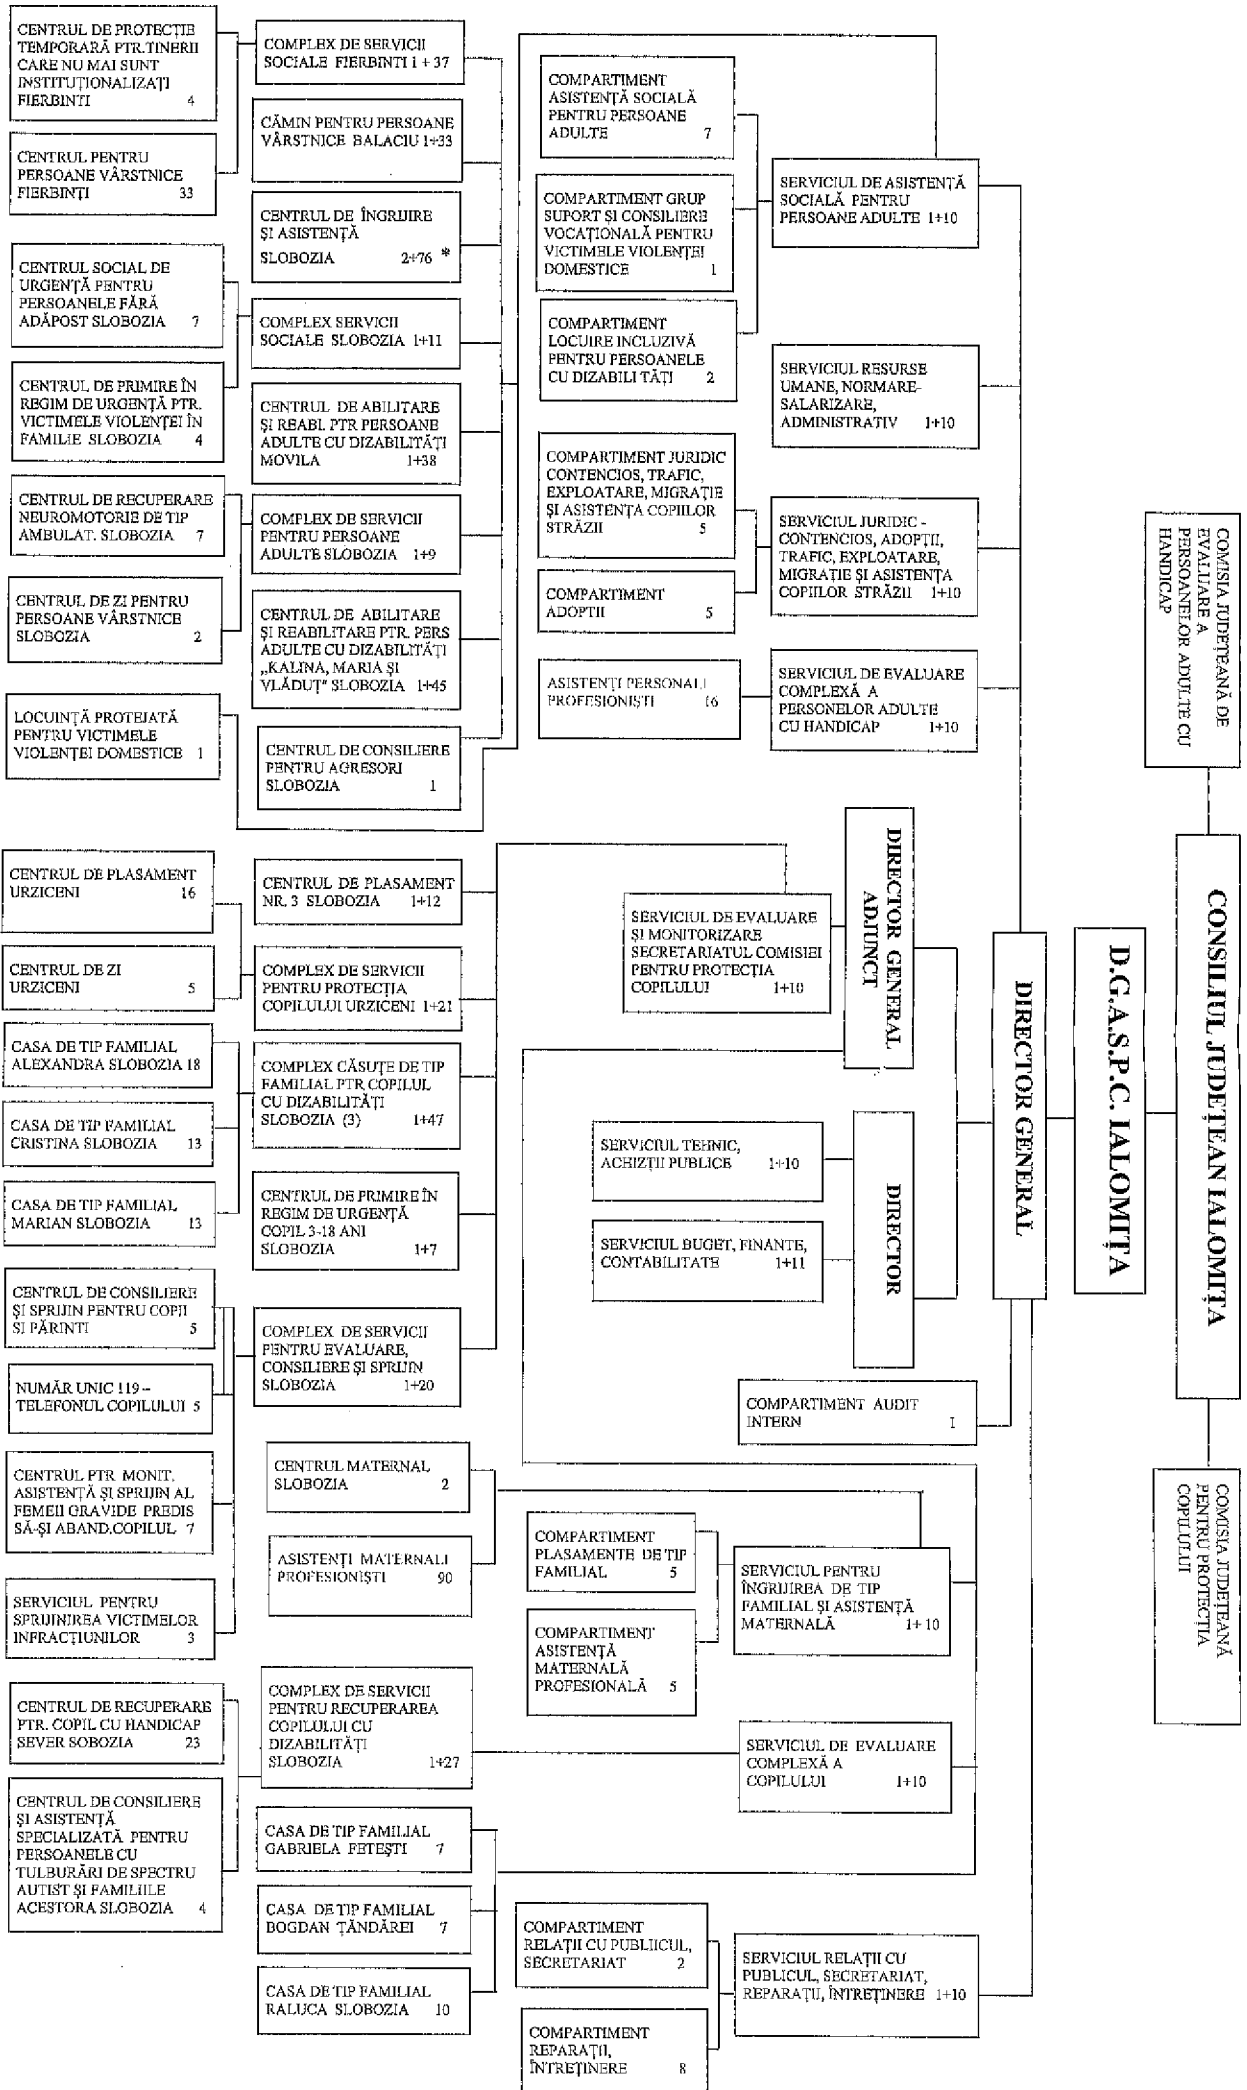 CONSILIUL JUDEȚEAN IALOMIȚA
D.G.A.S.P.C. IALOMIȚA
DIRECTOR GENERAL
COMISIA JUDEȚEANĂ DE
EVALUARE A
PERSOANELOR ADULTE CU
HANDICAP
COMISIA JUDEȚEANĂ
PENTRU PROTECȚIA
COPILULUI
DIRECTOR GENERAL
ADJUNCT
DIRECTOR
CENTRUL DE PROTECȚIE
TEMPORARĂ PTR.TINERII
CARE NU MAI SUNT
INSTITUȚIONALIZAȚI
FIERBINTI 4
CENTRUL PENTRU
PERSOANE VÂRSTNICE
FIERBINȚI 33
CENTRUL SOCIAL DE
URGENȚĂ PENTRU
PERSOANELE FĂRĂ
ADĂPOST SLOBOZIA 7
CENTRUL DE PRIMIRE ÎN
REGIM DE URGENȚĂ PTR.
VICTIMELE VIOLENȚEI ÎN
FAMILIE SLOBOZIA 4
CENTRUL DE RECUPERARE
NEUROMOTORIE DE TIP
AMBULAT. SLOBOZIA 7
CENTRUL DE ZI PENTRU
PERSOANE VÂRSTNICE
SLOBOZIA 2
LOCUINȚĂ PROTEJATĂ
PENTRU VICTIMELE
VIOLENȚEI DOMESTICE 1
COMPLEX DE SERVICII
SOCIALE FIERBINTI 1 + 37
CĂMIN PENTRU PERSOANE
VÂRSTNICE BALACIU 1+33
CENTRUL DE ÎNGRIJIRE
ȘI ASISTENȚĂ
SLOBOZIA 2+76 *
COMPLEX SERVICII
SOCIALE SLOBOZIA 1+11
CENTRUL DE ABILITARE
ȘI REABI. PTR PERSOANE
ADULTE CU DIZABILITĂȚI
MOVILA 1+38
COMPLEX DE SERVICII
PENTRU PERSOANE
ADULTE SLOBOZIA 1+9
CENTRUL DE ABILITARE
ȘI REABILITARE PTR. PERS
ADULTE CU DIZABILITĂȚI
„KALINA, MARIA ȘI
VLĂDUȚ" SLOBOZIA 1+45
CENTRUL DE CONSILIERE
PENTRU AGRESORI
SLOBOZIA 1
COMPARTIMENT
ASISTENȚĂ SOCIALĂ
PENTRU PERSOANE
ADULTE 7
COMPARTIMENT GRUP
SUPORT ȘI CONSILIERE
VOCAȚIONALĂ PENTRU
VICTIMELE VIOLENȚEI
DOMESTICE 1
COMPARTIMENT
LOCUIRE INCLUZIVĂ
PENTRU PERSOANELE
CU DIZABILI TĂȚI 2
COMPARTIMENT JURIDIC
CONTENCIOS, TRAFIC,
EXPLOATARE, MIGRAȚIE
ȘI ASISTENȚA COPIILOR
STRĂZII 5
COMPARTIMENT
ADOPTII 5
ASISTENȚI PERSONALI
PROFESIONIȘTI 16
SERVICIUL DE ASISTENȚĂ
SOCIALĂ PENTRU
PERSOANE ADULTE 1+10
SERVICIUL RESURSE
UMANE, NORMARE-
SALARIZARE,
ADMINISTRATIV 1+10
SERVICIUL JURIDIC -
CONTENCIOS, ADOPTII,
TRAFIC, EXPLOATARE,
MIGRAȚIE ȘI ASISTENȚA
COPIILOR STRĂZII 1+10
SERVICIUL DE EVALUARE
COMPLEXĂ A
PERSONELOR ADULTE
CU HANDICAP 1+10
CENTRUL DE PLASAMENT
URZICENI 16
CENTRUL DE ZI
URZICENI 5
CASA DE TIP FAMILIAL
ALEXANDRA SLOBOZIA 18
CASA DE TIP FAMILIAL
CRISTINA SLOBOZIA 13
CASA DE TIP FAMILIAL
MARIAN SLOBOZIA 13
CENTRUL DE CONSILIERE
ȘI SPRIJIN PENTRU COPII
SI PĂRINTI 5
NUMĂR UNIC 119 –
TELEFONUL COPILULUI 5
CENTRUL PTR. MONIT.
ASISTENȚĂ ȘI SPRIJIN AL
FEMEII GRAVIDE PREDIS
SĂ-ȘI ABAND.COPILUL 7
SERVICIUL PENTRU
SPRIJINIREA VICTIMELOR
INFRACȚIUNILOR 3
CENTRUL DE RECUPERARE
PTR. COPIL CU HANDICAP
SEVER SOBOZIA 23
CENTRUL DE CONSILIERE
ȘI ASISTENȚĂ
SPECIALIZATĂ PENTRU
PERSOANELE CU
TULBURĂRI DE SPECTRU
AUTIST ȘI FAMILIILE
ACESTORA SLOBOZIA 4
CENTRUL DE PLASAMENT
NR. 3 SLOBOZIA 1+12
COMPLEX DE SERVICII
PENTRU PROTECȚIA
COPILULUI URZICENI 1+21
COMPLEX CĂSUȚE DE TIP
FAMILIAL PTR COPILUL
CU DIZABILITĂȚI
SLOBOZIA (3) 1+47
CENTRUL DE PRIMIRE ÎN
REGIM DE URGENȚĂ
COPIL 3-18 ANI
SLOBOZIA 1+7
COMPLEX DE SERVICII
PENTRU EVALUARE,
CONSILIERE ȘI SPRIJIN
SLOBOZIA 1+20
CENTRUL MATERNAL
SLOBOZIA 2
ASISTENȚI MATERNALI
PROFESIONIȘTI 90
COMPLEX DE SERVICII
PENTRU RECUPERAREA
COPILULUI CU
DIZABILITĂȚI
SLOBOZIA 1+27
CASA DE TIP FAMILIAL
GABRIELA FETEȘTI 7
CASA DE TIP FAMILIAL
BOGDAN ȚĂNDĂREI 7
CASA DE TIP FAMILIAL
RALUCA SLOBOZIA 10
SERVICIUL DE EVALUARE
ȘI MONITORIZARE
SECRETARIATUL COMISIEI
PENTRU PROTECȚIA
COPILULUI 1+10
SERVICIUL TEHNIC,
ACHIZȚII PUBLICE 1+10
SERVICIUL BUGET, FINANTE,
CONTABILITATE 1+11
COMPARTIMENT AUDIT
INTERN 1
COMPARTIMENT
PLASAMENTE DE TIP
FAMILIAL 5
COMPARTIMENT
ASISTENȚĂ
MATERNALĂ
PROFESIONALĂ 5
SERVICIUL PENTRU
ÎNGRIJIREA DE TIP
FAMILIAL ȘI ASISTENȚĂ
MATERNALĂ 1+ 10
SERVICIUL DE EVALUARE
COMPLEXĂ A
COPILULUI 1+10
COMPARTIMENT
RELAȚII CU PUBLIICUL,
SECRETARIAT 2
COMPARTIMENT
REPARAȚII,
ÎNTREȚINERE 8
SERVICIUL RELAȚII CU
PUBLICUL, SECRETARIAT,
REPARAȚII, ÎNTREȚINERE 1+10